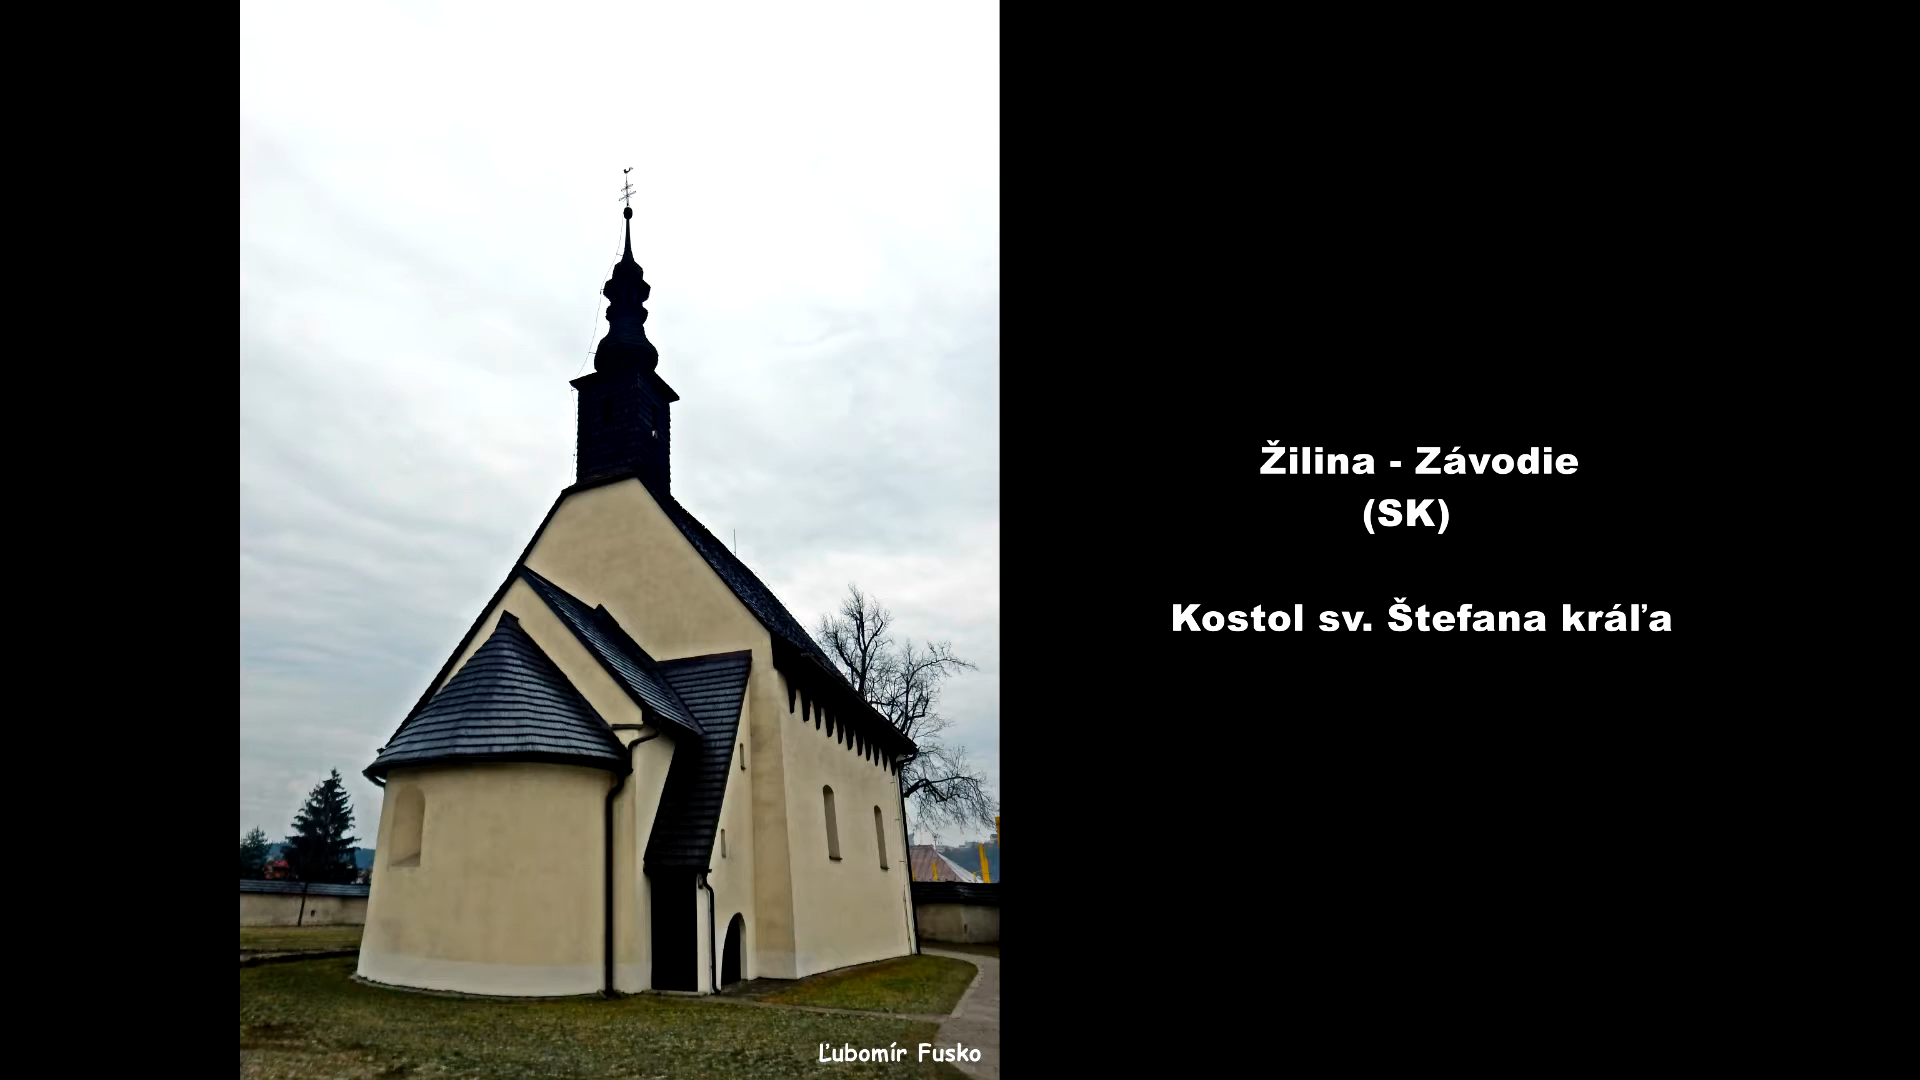 Žilina - Závodie
(SK)
Kostol sv. Štefana kráľa
Ľubomír Fusko